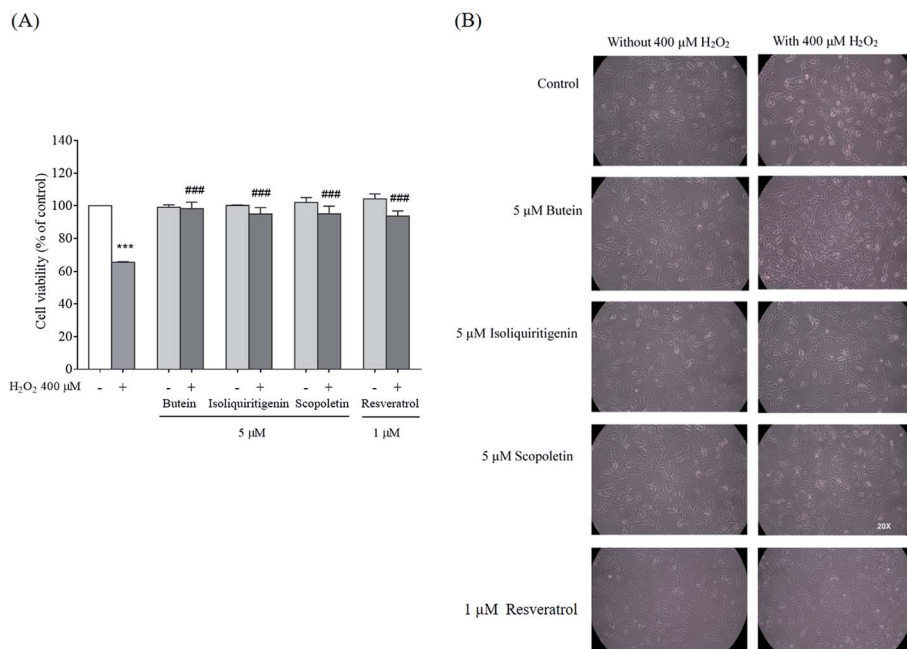 (A)
140
120
100
80
60
40
20
0
Cell viability (% of control)
***
###
###
###
###
H₂O₂ 400 μM
- + - + - + - + - +
Butein Isoliquiritigenin Scopoletin Resveratrol
5 μM 1 μM
(B)
Without 400 μM H₂O₂ With 400 μM H₂O₂
Control
5 μM Butein
5 μM Isoliquiritigenin
5 μM Scopoletin
20X
1 μM Resveratrol